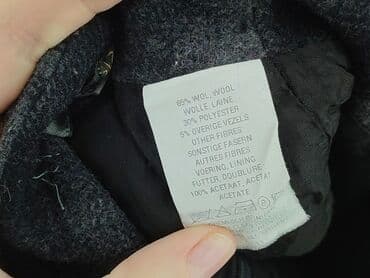 65% WOL, WOOL
WOLLE, LAINE
30% POLYESTER
5% OVERIGE VEZELS
OTHER FIBRES
SONSTIGE FASERN
AUTRES FIBRES
VOERING, LINING
FUTTER, DOUBLURE
100% ACETAAT, ACETAT
ACETATE